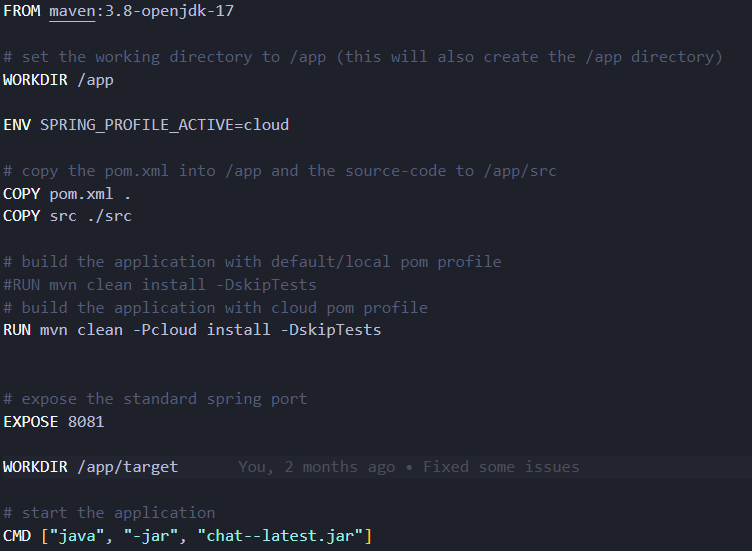 FROM maven:3.8-openjdk-17
# set the working directory to /app (this will also create the /app directory)
WORKDIR /app
ENV SPRING_PROFILE_ACTIVE=cloud
# copy the pom.xml into /app and the source-code to /app/src
COPY pom.xml .
COPY src ./src
# build the application with default/local pom profile
#RUN mvn clean install -DskipTests
# build the application with cloud pom profile
RUN mvn clean -Pcloud install -DskipTests
# expose the standard spring port
EXPOSE 8081
WORKDIR /app/target You, 2 months ago • Fixed some issues
# start the application
CMD ["java", "-jar", "chat--latest.jar"]